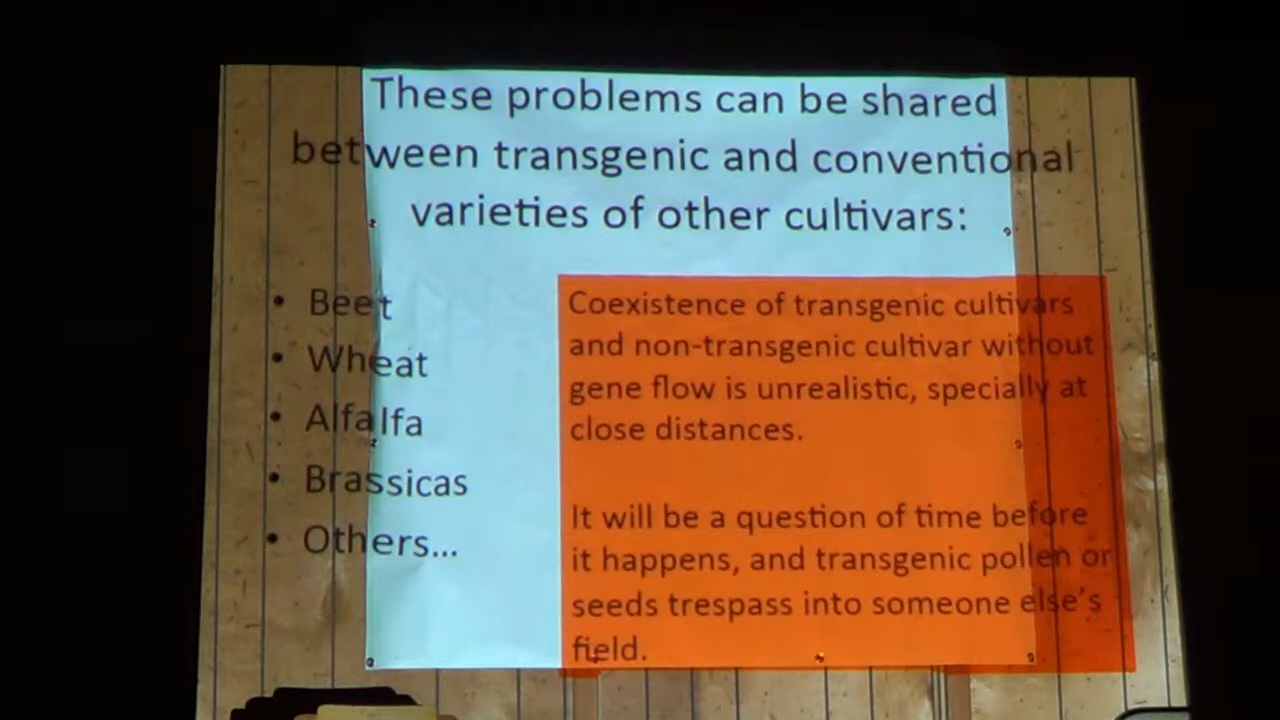 These problems can be shared
between transgenic and conventional
varieties of other cultivars:
• Beet
• Wheat
• Alfalfa
• Brassicas
• Others...
Coexistence of transgenic cultivars
and non-transgenic cultivar without
gene flow is unrealistic, specially at
close distances.
It will be a question of time before
it happens, and transgenic pollen or
seeds trespass into someone else's
field.